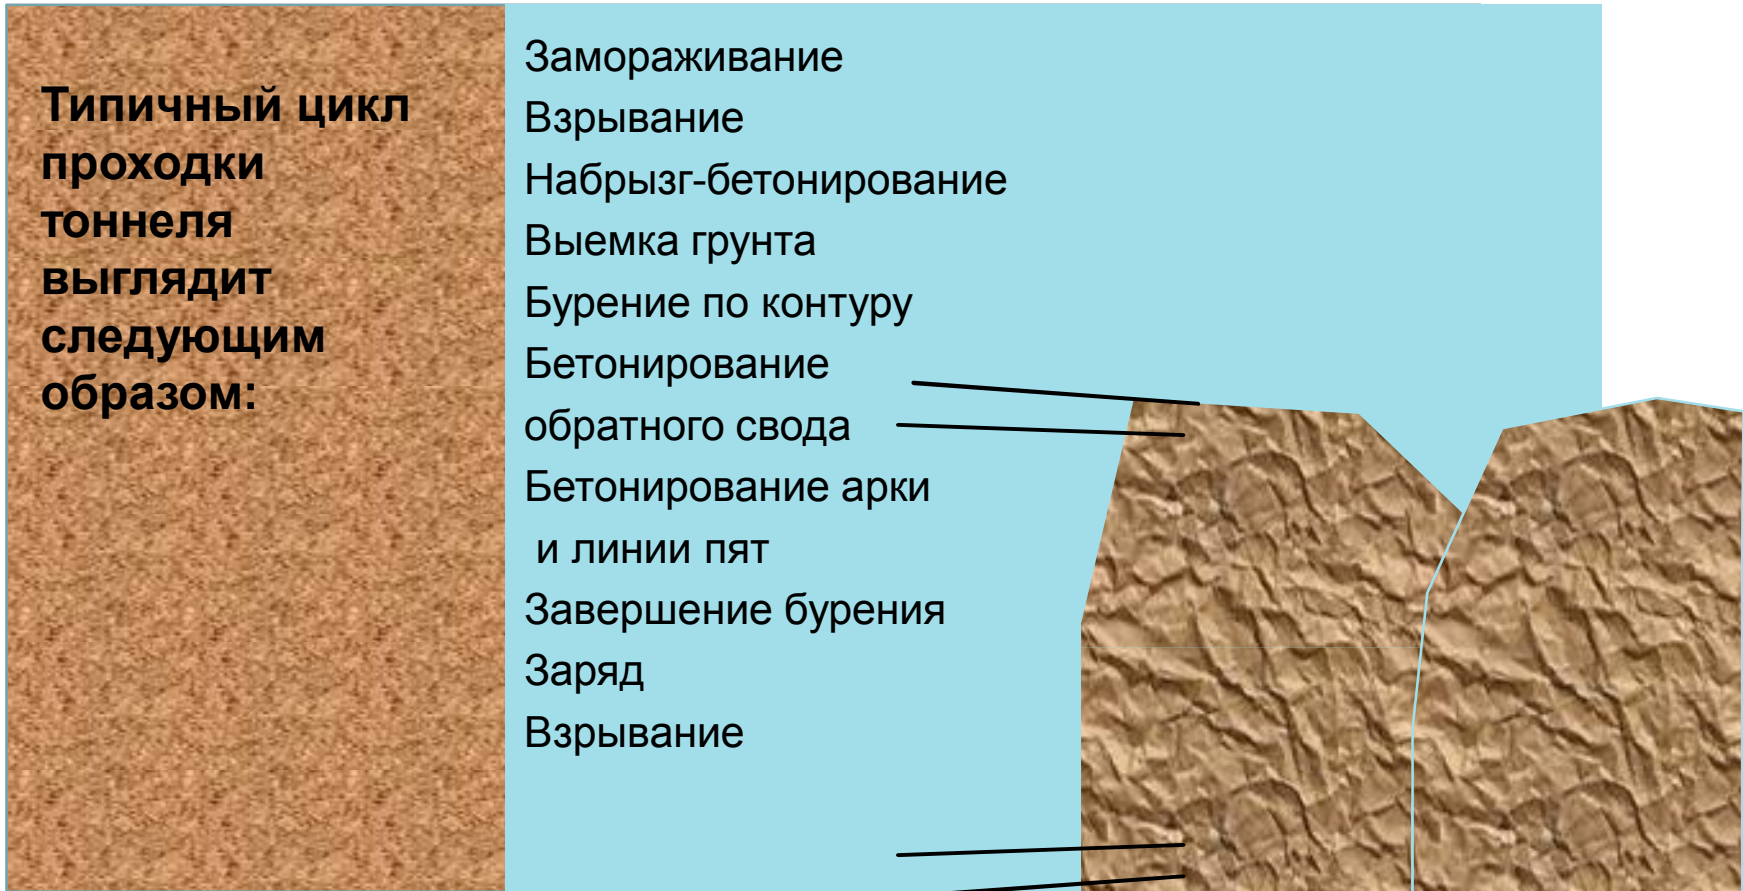 Типичный цикл
проходки
тоннеля
выглядит
следующим
образом:
Замораживание
Взрывание
Набрызг-бетонирование
Выемка грунта
Бурение по контуру
Бетонирование
обратного свода
Бетонирование арки
и линии пят
Завершение бурения
Заряд
Взрывание